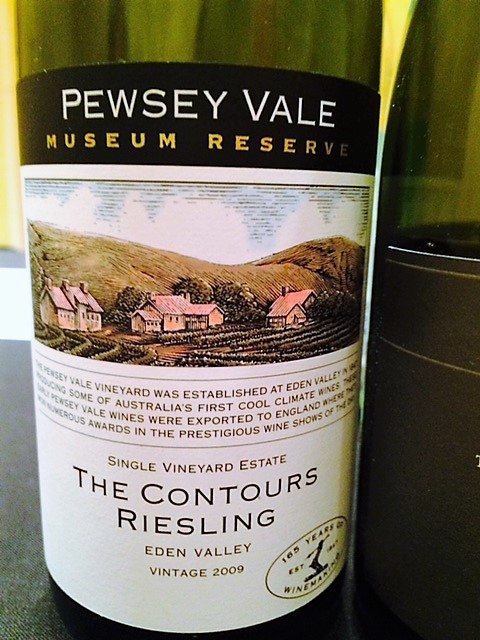 PEWSEY VALE
MUSEUM RESERVE
PEWSEY VALE VINEYARD WAS ESTABLISHED AT EDEN VALLEY IN
SOME OF AUSTRALIA'S FIRST COOL CLIMATE WINES.
PEWSEY VALE WINES WERE EXPORTED TO ENGLAND WHERE
NUMEROUS AWARDS IN THE PRESTIGIOUS WINE SHOWS OF THE
SINGLE VINEYARD ESTATE
THE CONTOURS
RIESLING
EDEN VALLEY
VINTAGE 2009
165 YEARS OF
EST 1847
WINEMAKING